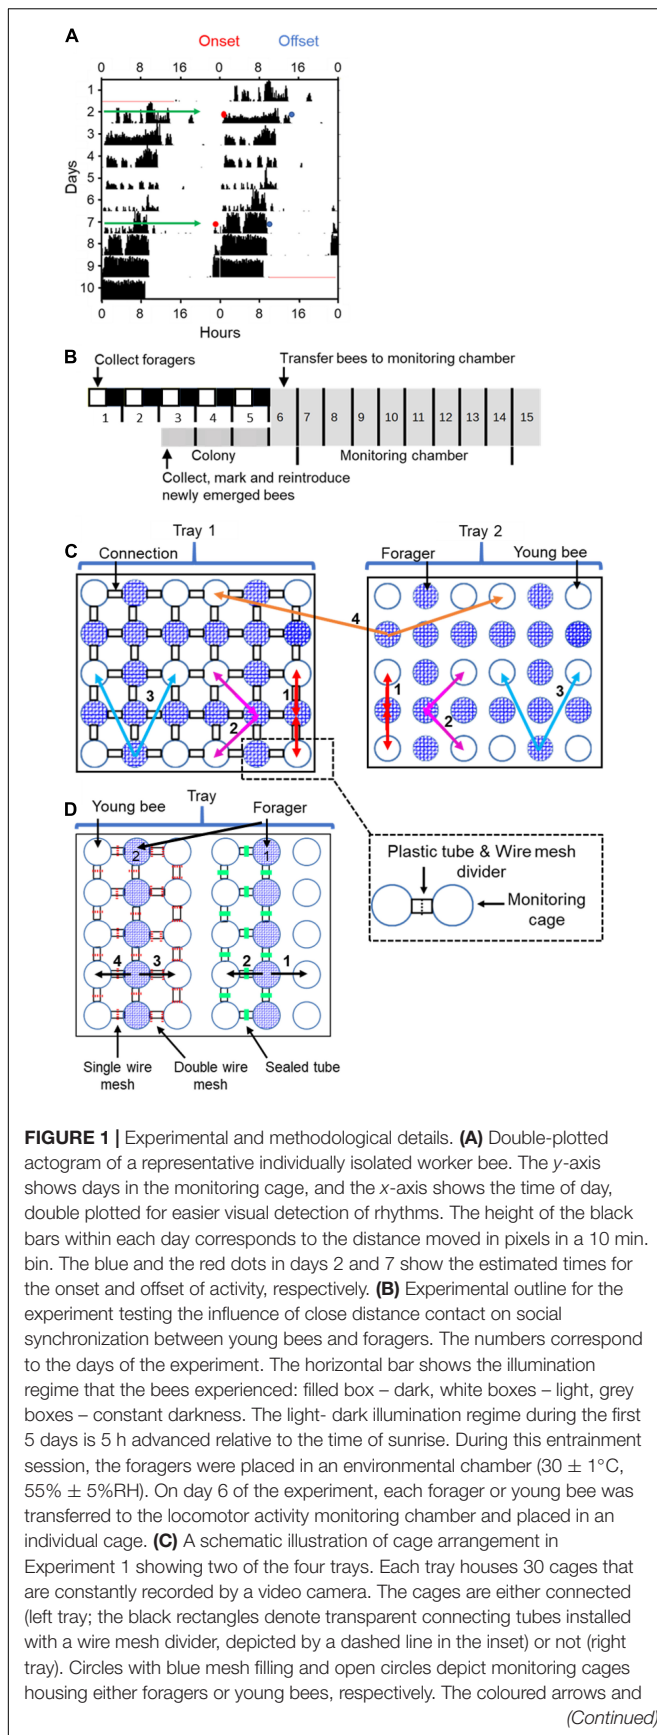 A
Onset Offset
0 8 16 0 8 16 0
Days
1
2
3
4
5
6
7
8
9
10
0 8 16 0 8 16 0
Hours
B
Collect foragers
Transfer bees to monitoring chamber
1 2 3 4 5 6 7 8 9 10 11 12 13 14 15
Colony
Monitoring chamber
Collect, mark and reintroduce
newly emerged bees
C
Tray 1
Tray 2
Connection
Forager
Young bee
4
3
1
2
1
2
3
D
Young bee
Tray
Forager
2
1
4
3
2
1
Single wire
mesh
Double wire
mesh
Sealed tube
Plastic tube & Wire mesh
divider
Monitoring
cage
FIGURE 1 | Experimental and methodological details. (A) Double-plotted
actogram of a representative individually isolated worker bee. The y-axis
shows days in the monitoring cage, and the x-axis shows the time of day,
double plotted for easier visual detection of rhythms. The height of the black
bars within each day corresponds to the distance moved in pixels in a 10 min.
bin. The blue and the red dots in days 2 and 7 show the estimated times for
the onset and offset of activity, respectively. (B) Experimental outline for the
experiment testing the influence of close distance contact on social
synchronization between young bees and foragers. The numbers correspond
to the days of the experiment. The horizontal bar shows the illumination
regime that the bees experienced: filled box – dark, white boxes – light, grey
boxes – constant darkness. The light- dark illumination regime during the first
5 days is 5 h advanced relative to the time of sunrise. During this entrainment
session, the foragers were placed in an environmental chamber (30 ± 1°C,
55% ± 5%RH). On day 6 of the experiment, each forager or young bee was
transferred to the locomotor activity monitoring chamber and placed in an
individual cage. (C) A schematic illustration of cage arrangement in
Experiment 1 showing two of the four trays. Each tray houses 30 cages that
are constantly recorded by a video camera. The cages are either connected
(left tray; the black rectangles denote transparent connecting tubes installed
with a wire mesh divider, depicted by a dashed line in the inset) or not (right
tray). Circles with blue mesh filling and open circles depict monitoring cages
housing either foragers or young bees, respectively. The coloured arrows and
(Continued)